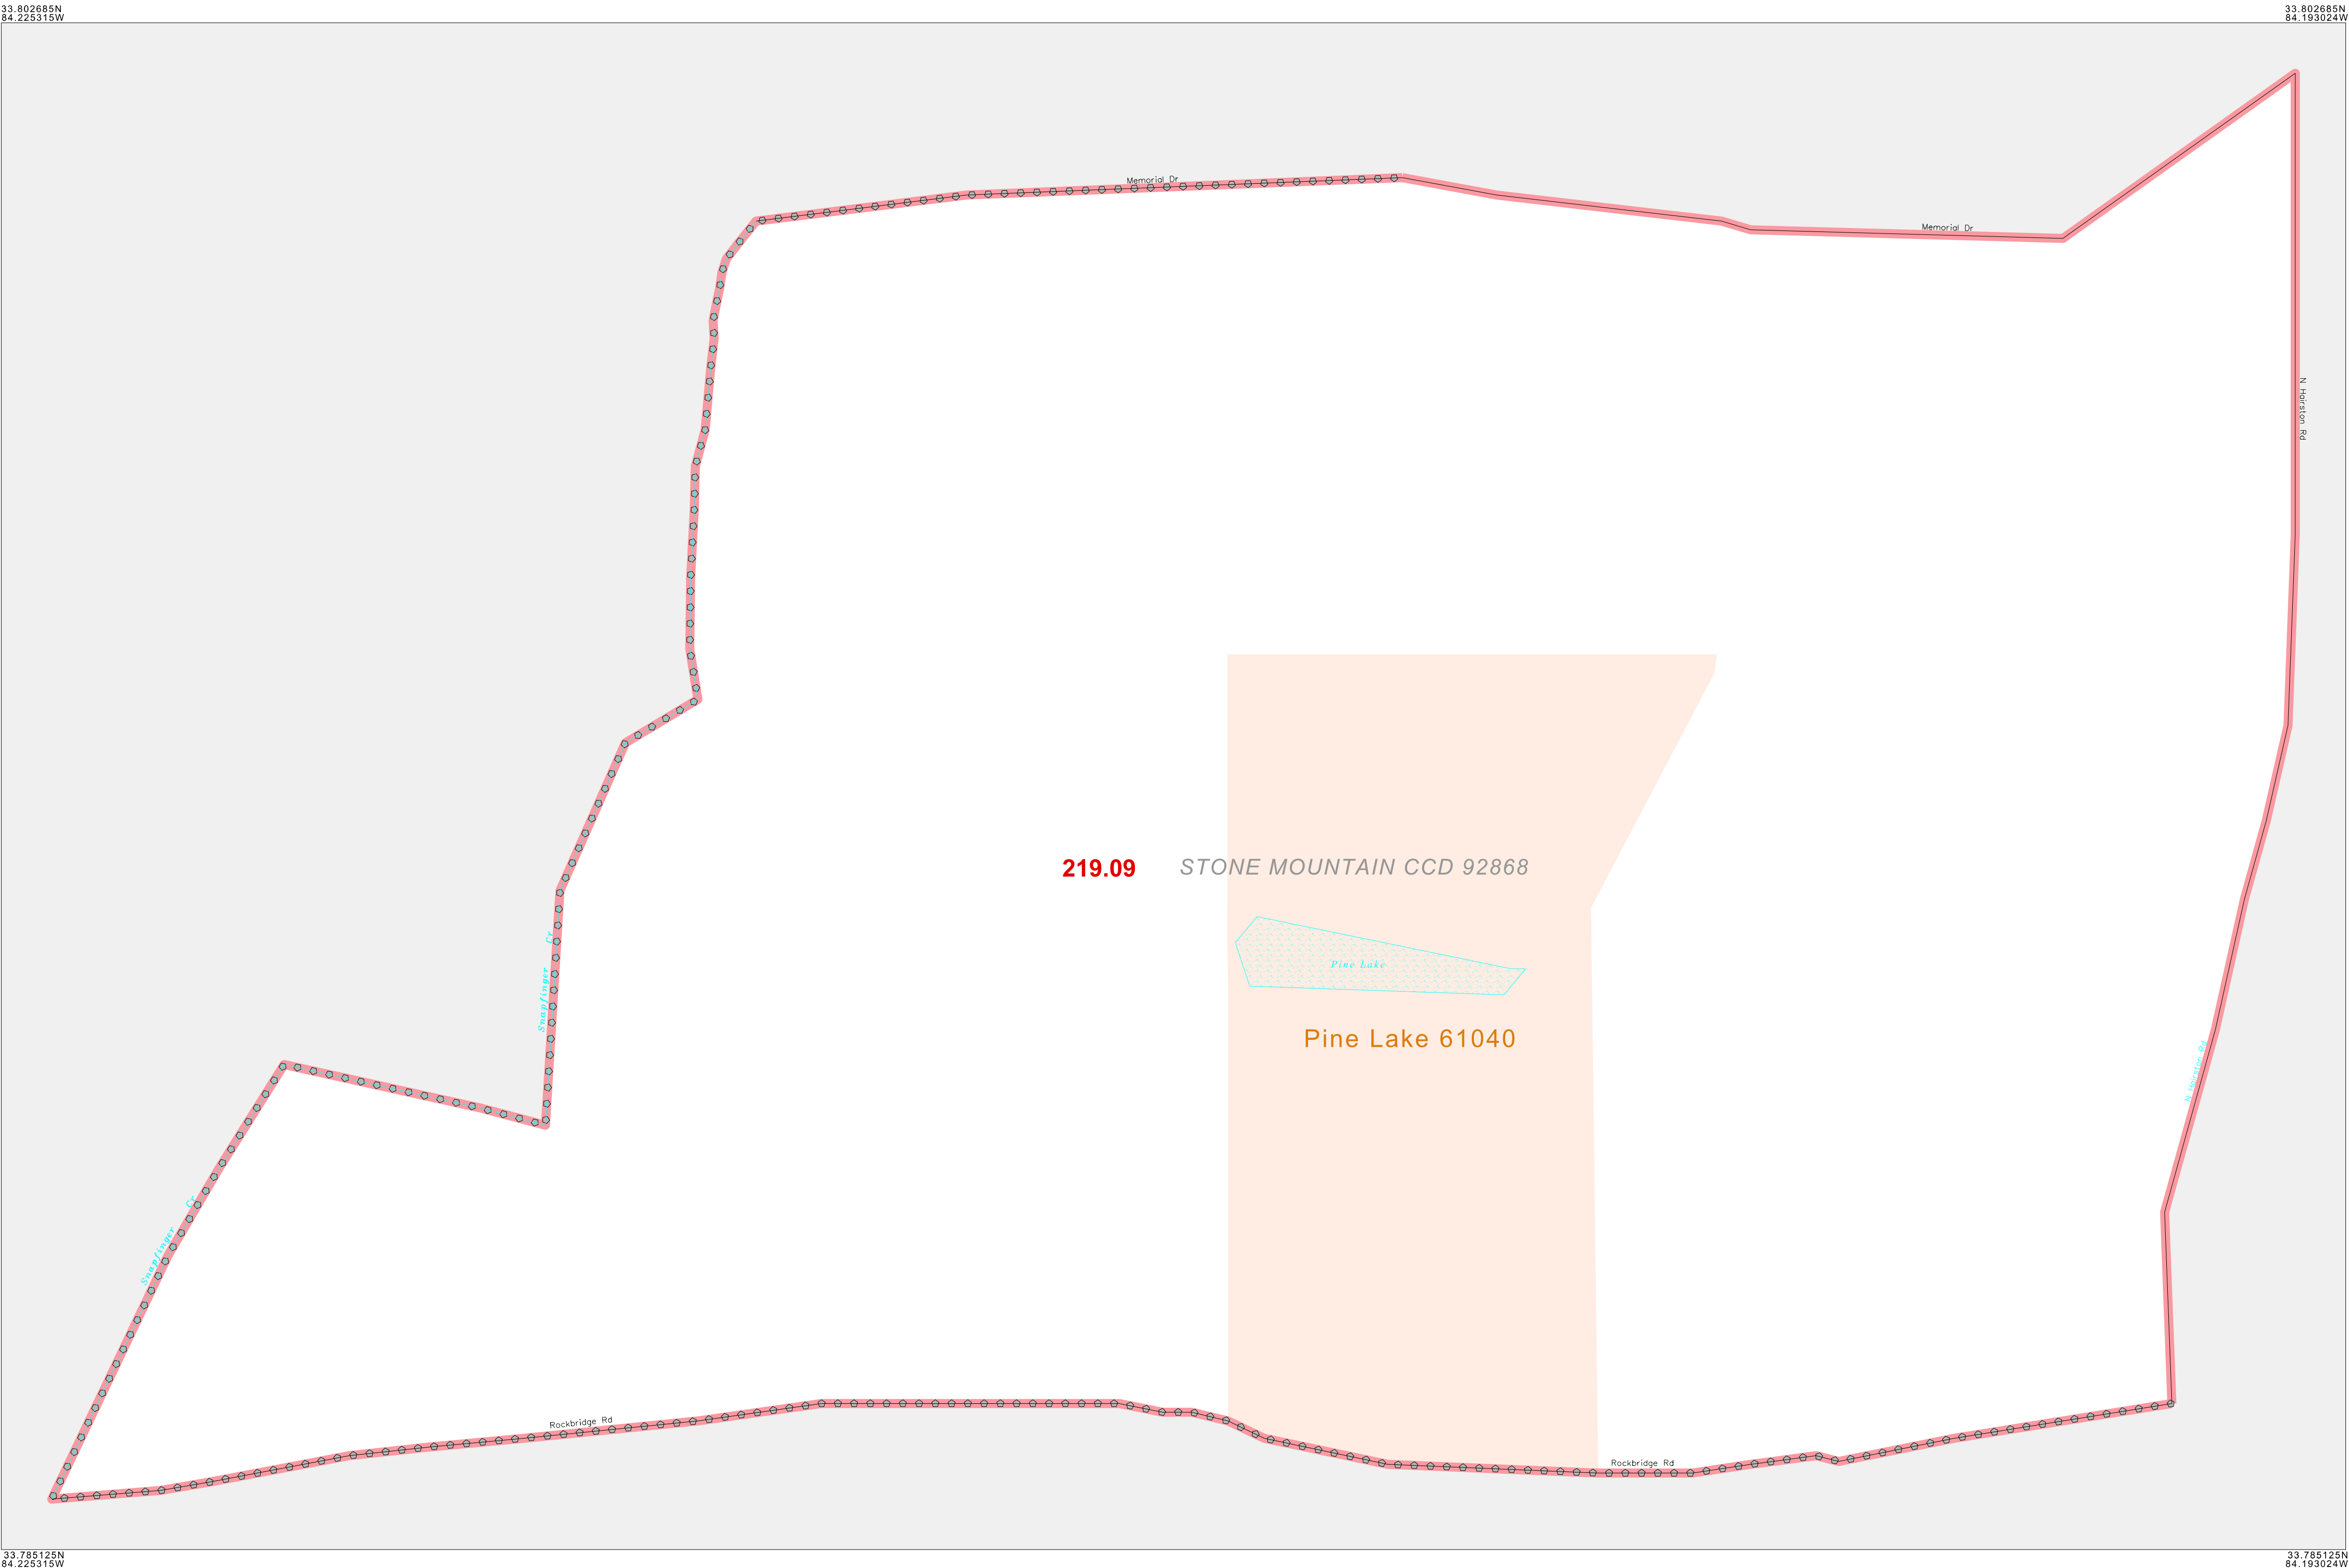 33.802685N
84.225315W
33.802685N
84.193024W
Memorial Dr
Memorial Dr
N Hairston Rd
219.09
STONE MOUNTAIN CCD 92868
Snapfinger Cr
Pine Lake
Pine Lake 61040
N Hairston Rd
Snapfinger Cr
Rockbridge Rd
Rockbridge Rd
33.785125N
84.225315W
33.785125N
84.193024W